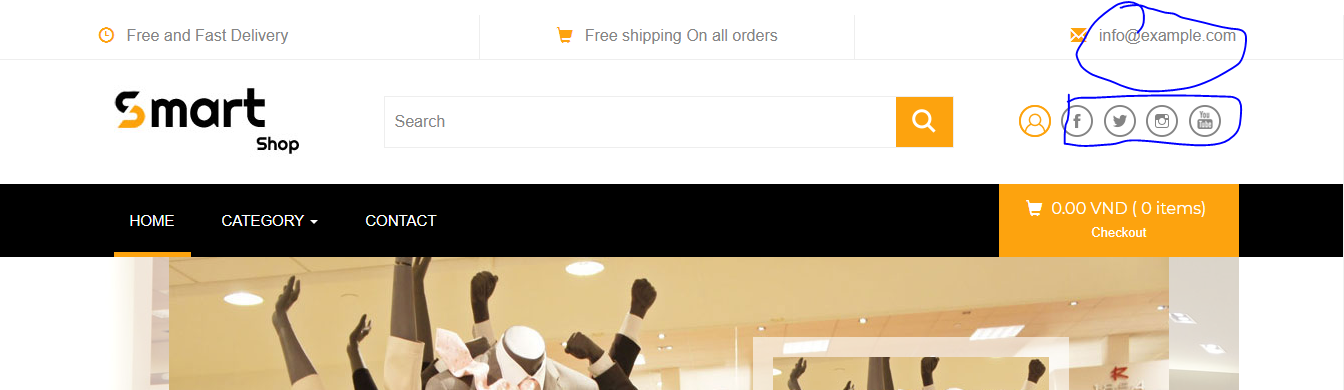 Free and Fast Delivery
Free shipping On all orders
info@example.com
Smart
Shop
Search
f
You
Tube
HOME
CATEGORY
CONTACT
0.00 VND ( 0 items)
Checkout